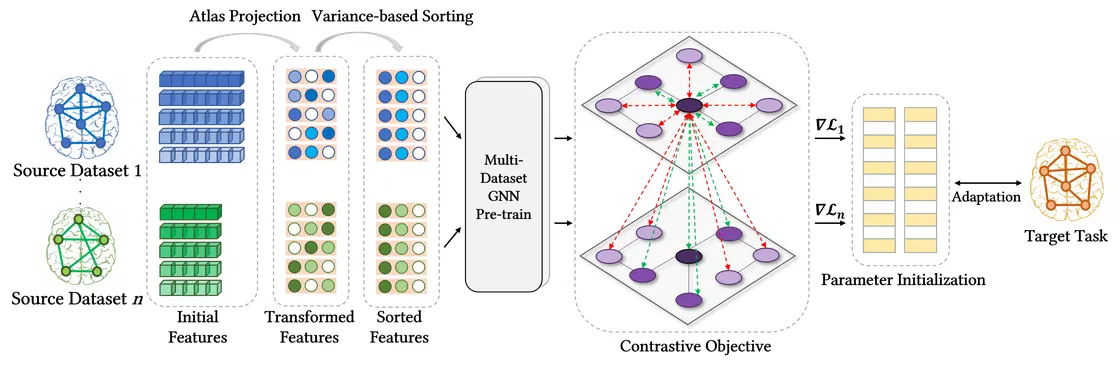 Atlas Projection
Variance-based Sorting
Source Dataset 1
Source Dataset n
Initial
Features
Transformed
Features
Sorted
Features
Multi-
Dataset
GNN
Pre-train
Contrastive Objective
∇ℒ₁
∇ℒₙ
Parameter Initialization
Adaptation
Target Task